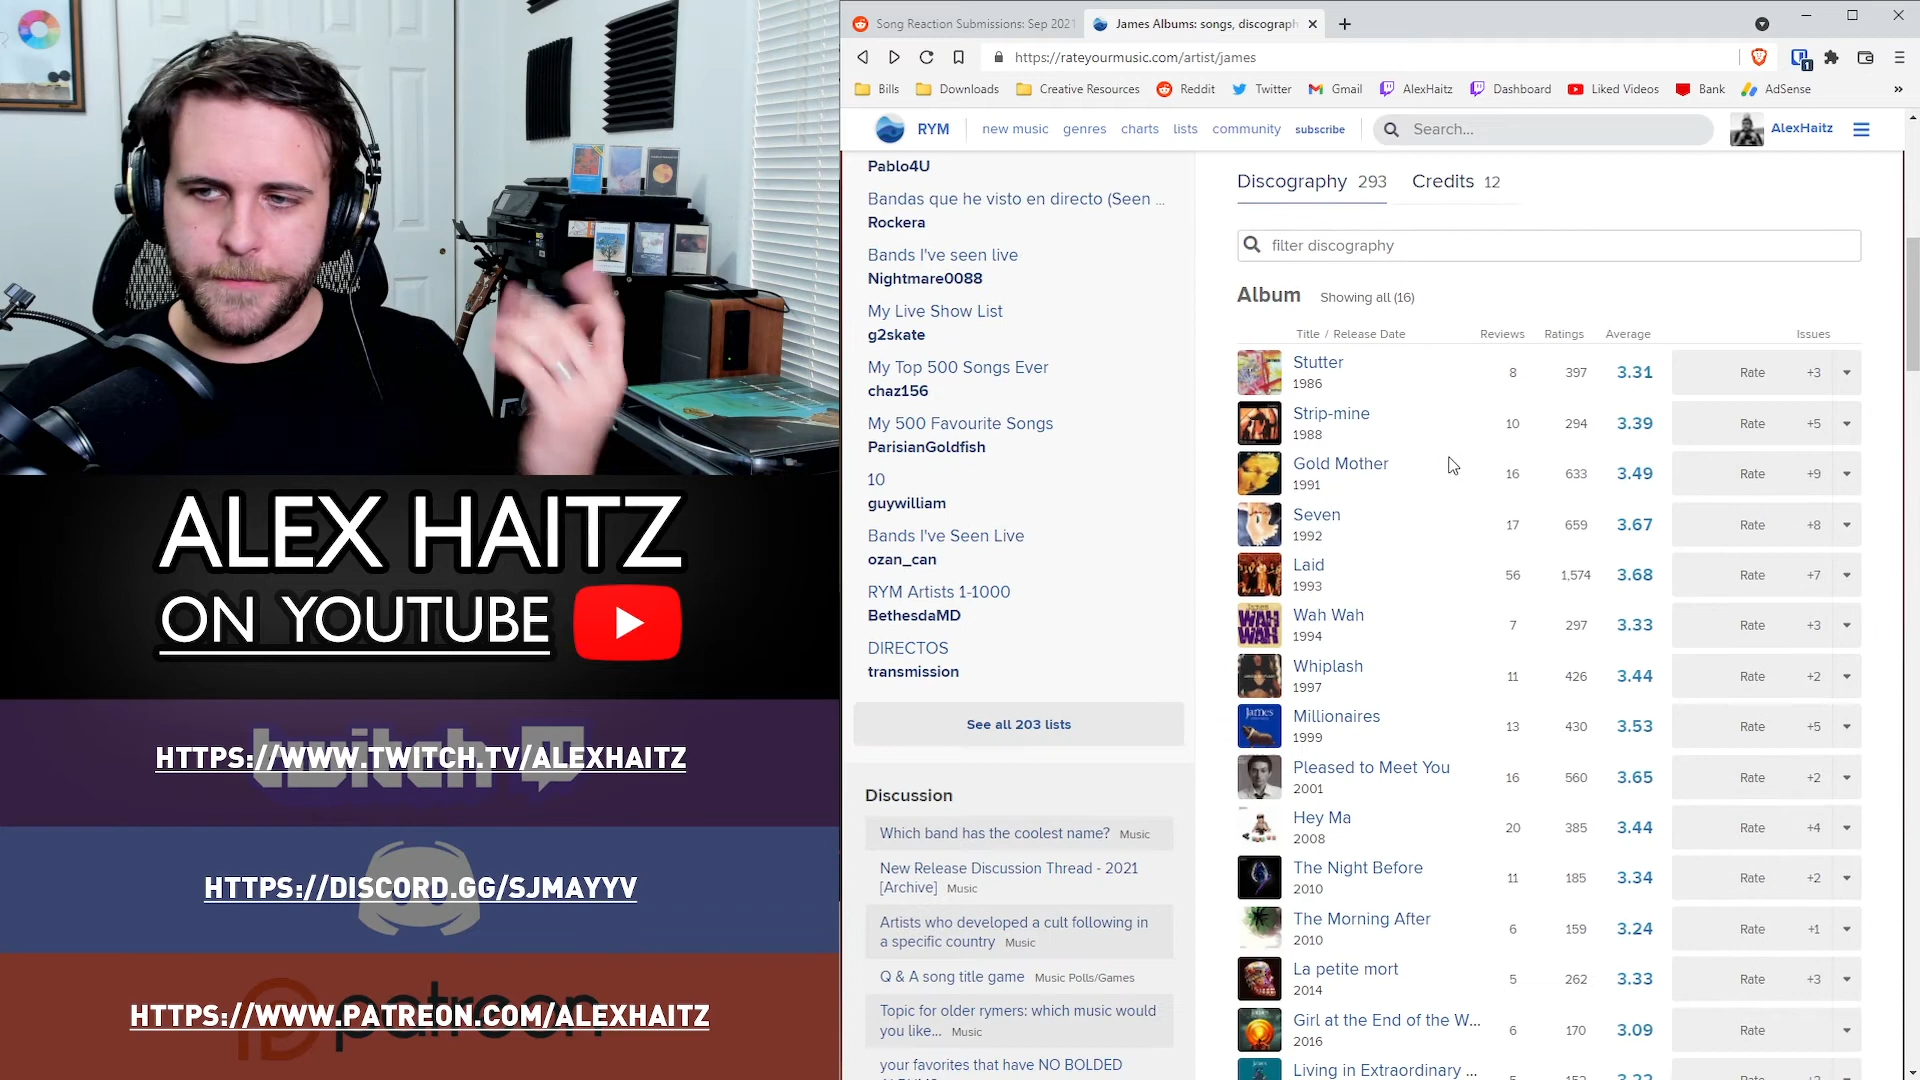 Song Reaction Submissions: Sep 2021
James Albums: songs, discograph
https://rateyourmusic.com/artist/james
Bills
Downloads
Creative Resources
Reddit
Twitter
Gmail
AlexHaitz
Dashboard
Liked Videos
Bank
AdSense
»
RYM
new music
genres
charts
lists
community
subscribe
Search...
AlexHaitz
Pablo4U
Bandas que he visto en directo (Seen ...
Rockera
Bands I've seen live
Nightmare0088
My Live Show List
g2skate
My Top 500 Songs Ever
chaz156
My 500 Favourite Songs
ParisianGoldfish
10
guywilliam
Bands I've Seen Live
ozan_can
RYM Artists 1-1000
BethesdaMD
DIRECTOS
transmission
See all 203 lists
Discussion
Which band has the coolest name? Music
New Release Discussion Thread - 2021
[Archive] Music
Artists who developed a cult following in
a specific country Music
Q & A song title game Music Polls/Games
Topic for older rymers: which music would
you like... Music
your favorites that have NO BOLDED
Discography 293 Credits 12
filter discography
Album Showing all (16)
Title / Release Date Reviews Ratings Average Issues
Stutter
1986
8 397 3.31 Rate +3
Strip-mine
1988
10 294 3.39 Rate +5
Gold Mother
1991
16 633 3.49 Rate +9
Seven
1992
17 659 3.67 Rate +8
Laid
1993
56 1,574 3.68 Rate +7
Wah Wah
1994
7 297 3.33 Rate +3
Whiplash
1997
11 426 3.44 Rate +2
Millionaires
1999
13 430 3.53 Rate +5
Pleased to Meet You
2001
16 560 3.65 Rate +2
Hey Ma
2008
20 385 3.44 Rate +4
The Night Before
2010
11 185 3.34 Rate +2
The Morning After
2010
6 159 3.24 Rate +1
La petite mort
2014
5 262 3.33 Rate +3
Girl at the End of the W...
2016
6 170 3.09 Rate
Living in Extraordinary ...
ALEX HAITZ
ON YOUTUBE
twitch
HTTPS://WWW.TWITCH.TV/ALEXHAITZ
HTTPS://DISCORD.GG/SJMAYYV
patreon
HTTPS://WWW.PATREON.COM/ALEXHAITZ